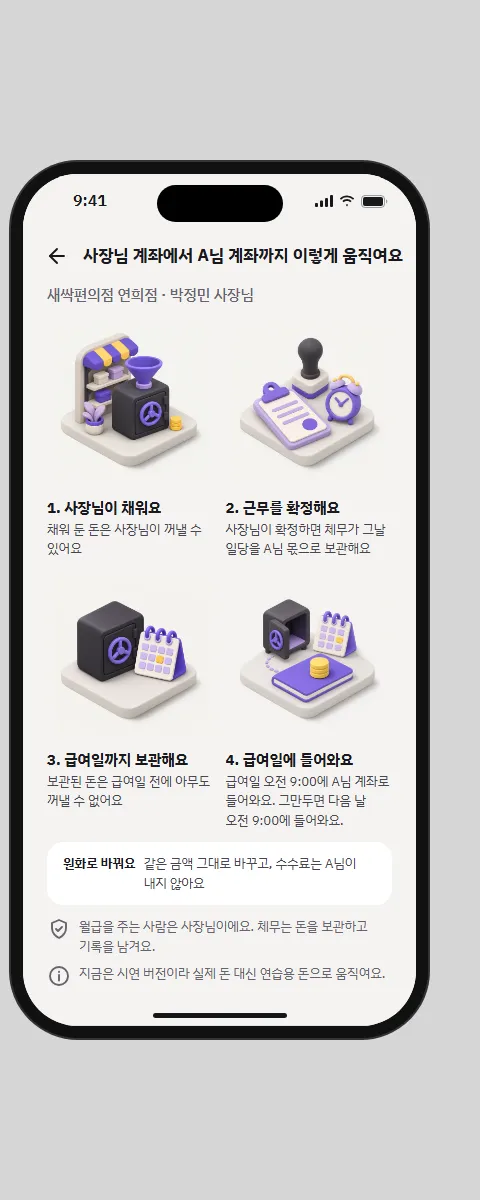 9:41
사장님 계좌에서 A님 계좌까지 이렇게 움직여요
새싹편의점 연희점 · 박정민 사장님
1. 사장님이 채워요
채워 둔 돈은 사장님이 꺼낼 수
있어요
2. 근무를 확정해요
사장님이 확정하면 체무가 그날
일당을 A님 몫으로 보관해요
3. 급여일까지 보관해요
보관된 돈은 급여일 전에 아무도
꺼낼 수 없어요
4. 급여일에 들어와요
급여일 오전 9:00에 A님 계좌로
들어와요. 그만두면 다음 날
오전 9:00에 들어와요.
원화로 바꿔요 같은 금액 그대로 바꾸고, 수수료는 A님이
내지 않아요
월급을 주는 사람은 사장님이에요. 체무는 돈을 보관하고
기록을 남겨요.
지금은 시연 버전이라 실제 돈 대신 연습용 돈으로 움직여요.